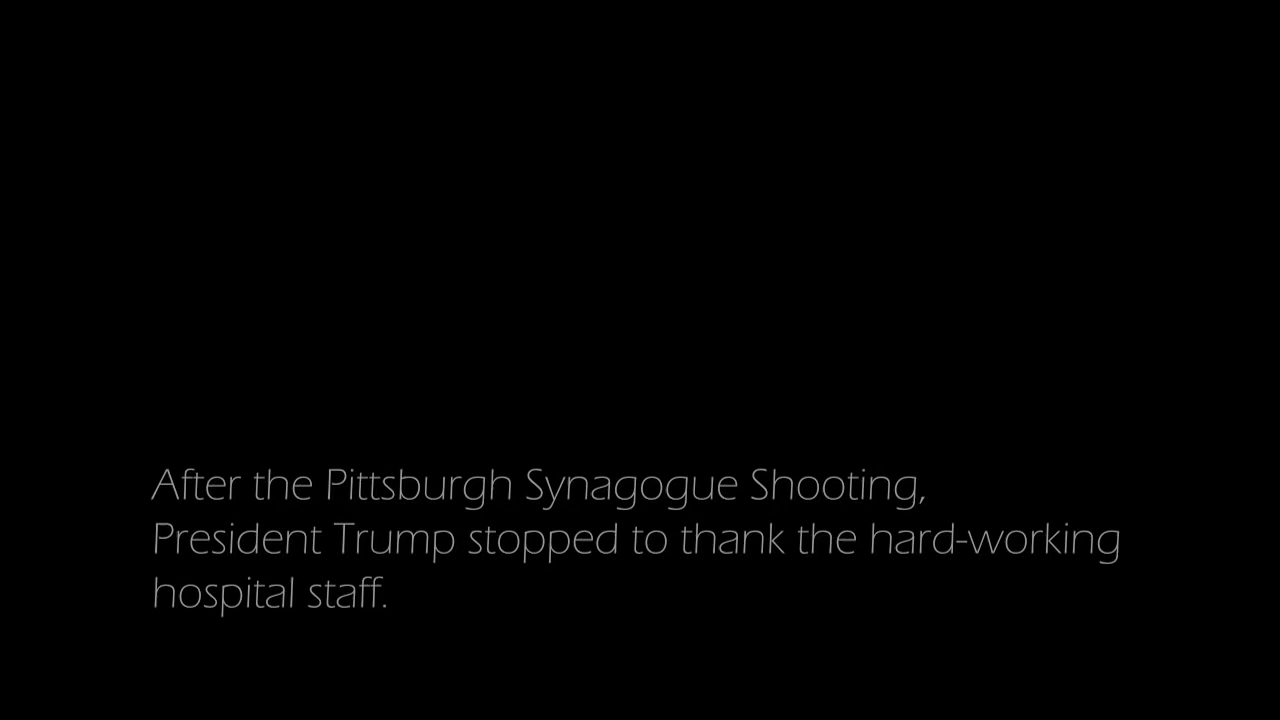 After the Pittsburgh Synagogue Shooting,
President Trump stopped to thank the hard-working
hospital staff.